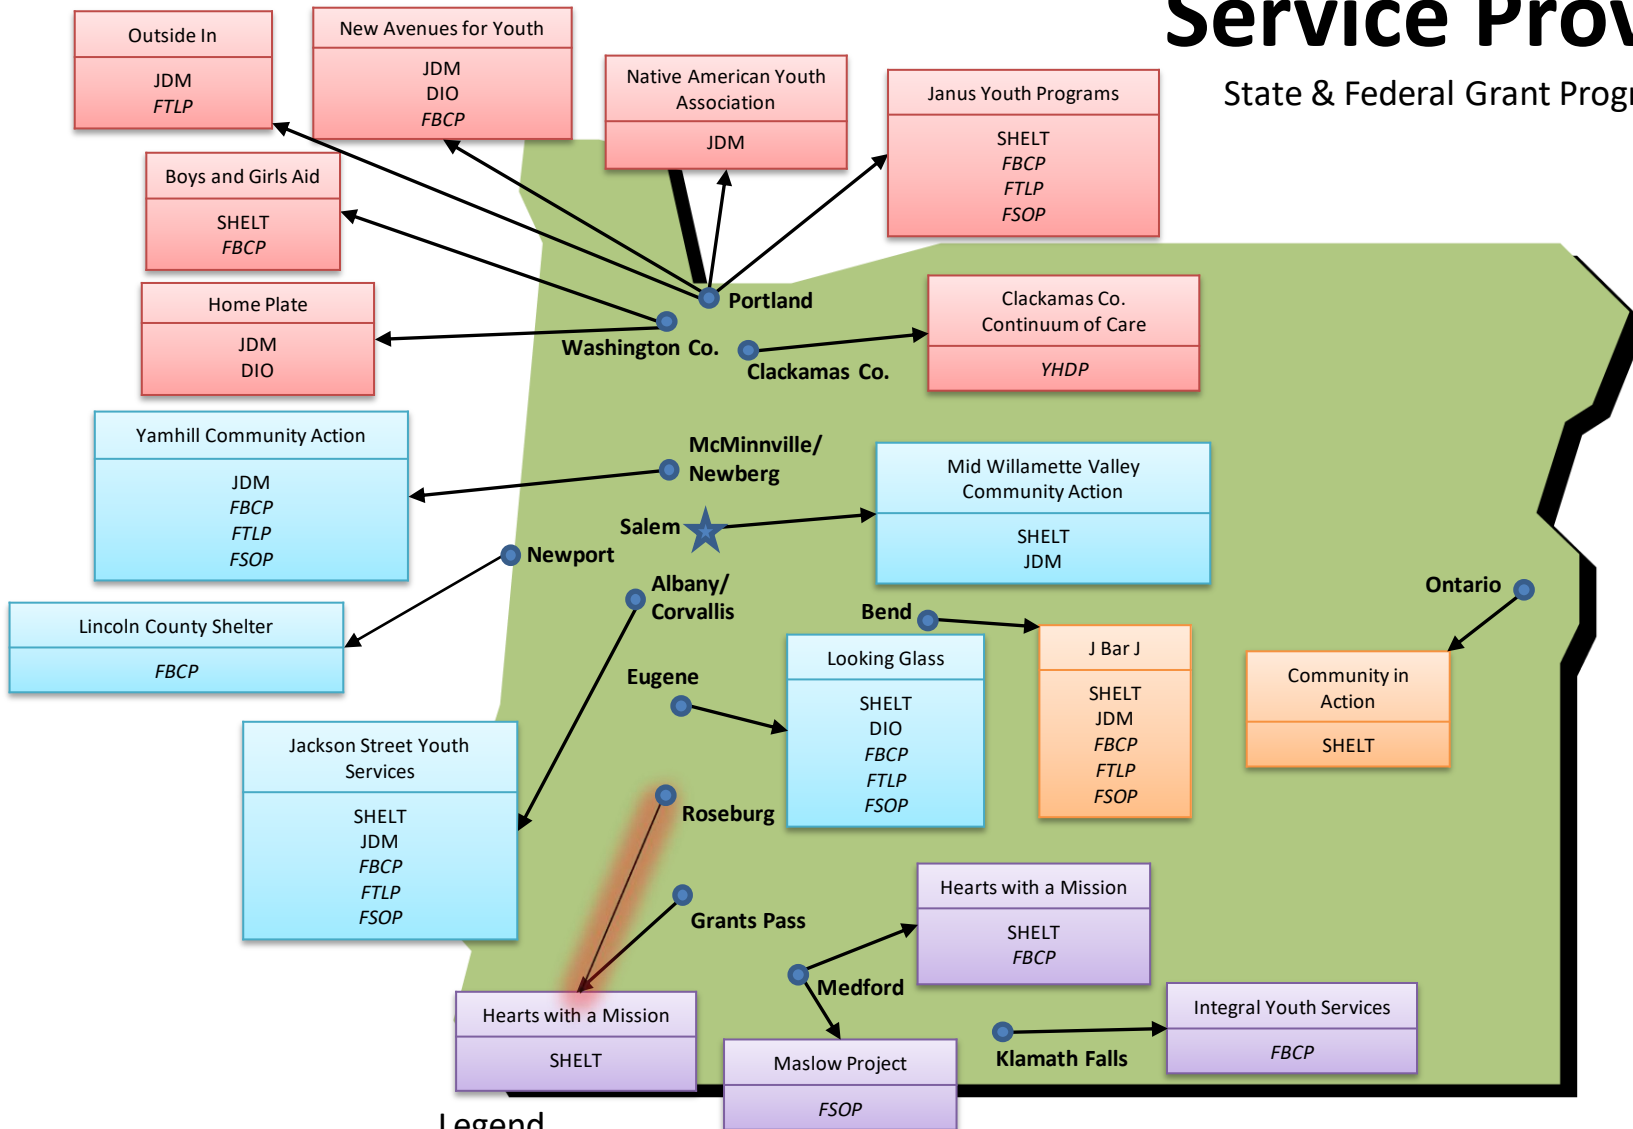 Service Prov
State & Federal Grant Progr
Outside In
JDM
FTLP
New Avenues for Youth
JDM
DIO
FBCP
Native American Youth
Association
JDM
Janus Youth Programs
SHELT
FBCP
FTLP
FSOP
Boys and Girls Aid
SHELT
FBCP
Home Plate
JDM
DIO
Portland
Washington Co.
Clackamas Co.
Clackamas Co.
Continuum of Care
YHDP
Yamhill Community Action
JDM
FBCP
FTLP
FSOP
McMinnville/
Newberg
Mid Willamette Valley
Community Action
SHELT
JDM
Salem
Newport
Lincoln County Shelter
FBCP
Albany/
Corvallis
Bend
Ontario
J Bar J
SHELT
JDM
FBCP
FTLP
FSOP
Community in
Action
SHELT
Looking Glass
SHELT
DIO
FBCP
FTLP
FSOP
Eugene
Jackson Street Youth
Services
SHELT
JDM
FBCP
FTLP
FSOP
Roseburg
Grants Pass
Hearts with a Mission
SHELT
FBCP
Medford
Hearts with a Mission
SHELT
Maslow Project
FSOP
Klamath Falls
Integral Youth Services
FBCP
Legend